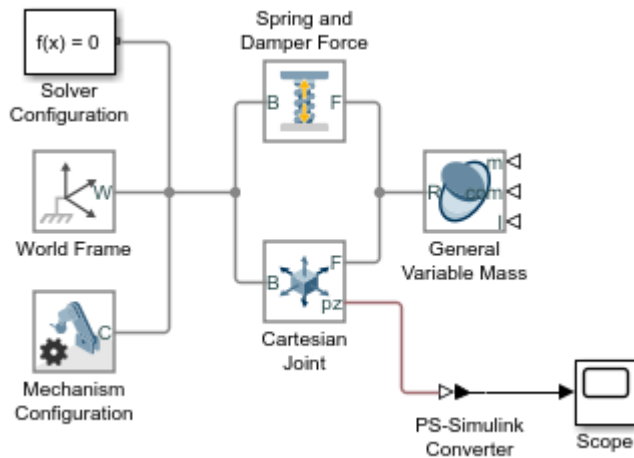 Spring and
Damper Force
f(x) = 0
Solver
Configuration
B
F
W
World Frame
R
m
com
I
General
Variable Mass
B
F
pz
Cartesian
Joint
C
Mechanism
Configuration
PS-Simulink
Converter
Scope